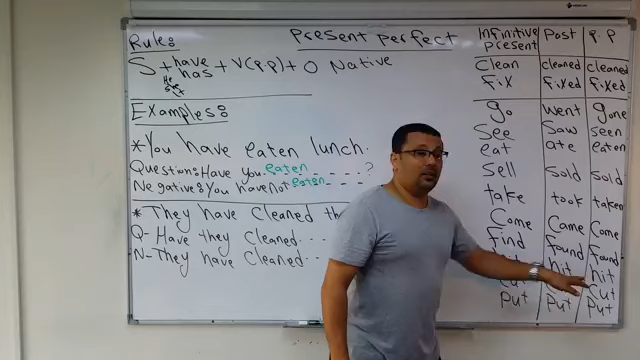 Rule:
Present perfect
S + have has + V(pp) + O Native
He
She
It
Examples:
*You have eaten lunch.
Question: Have you eaten - - - - ?
Negative: You have not eaten - - -
* They have Cleaned th
Q- Have they Cleaned. . . .
N- They have Cleaned. . .
Infinitive present Past P.P
Clean cleaned cleaned
Fix Fixed Fixed
go went gone
See Saw seen
eat ate eaton
Sell Sold Sold
take took taken
Come Came Come
Find Found Found
hit hit
Cut
Put Put Put